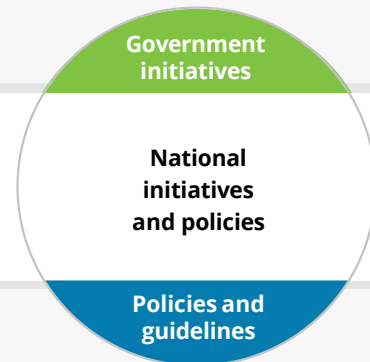 Government
initiatives
National
initiatives
and policies
Policies and
guidelines